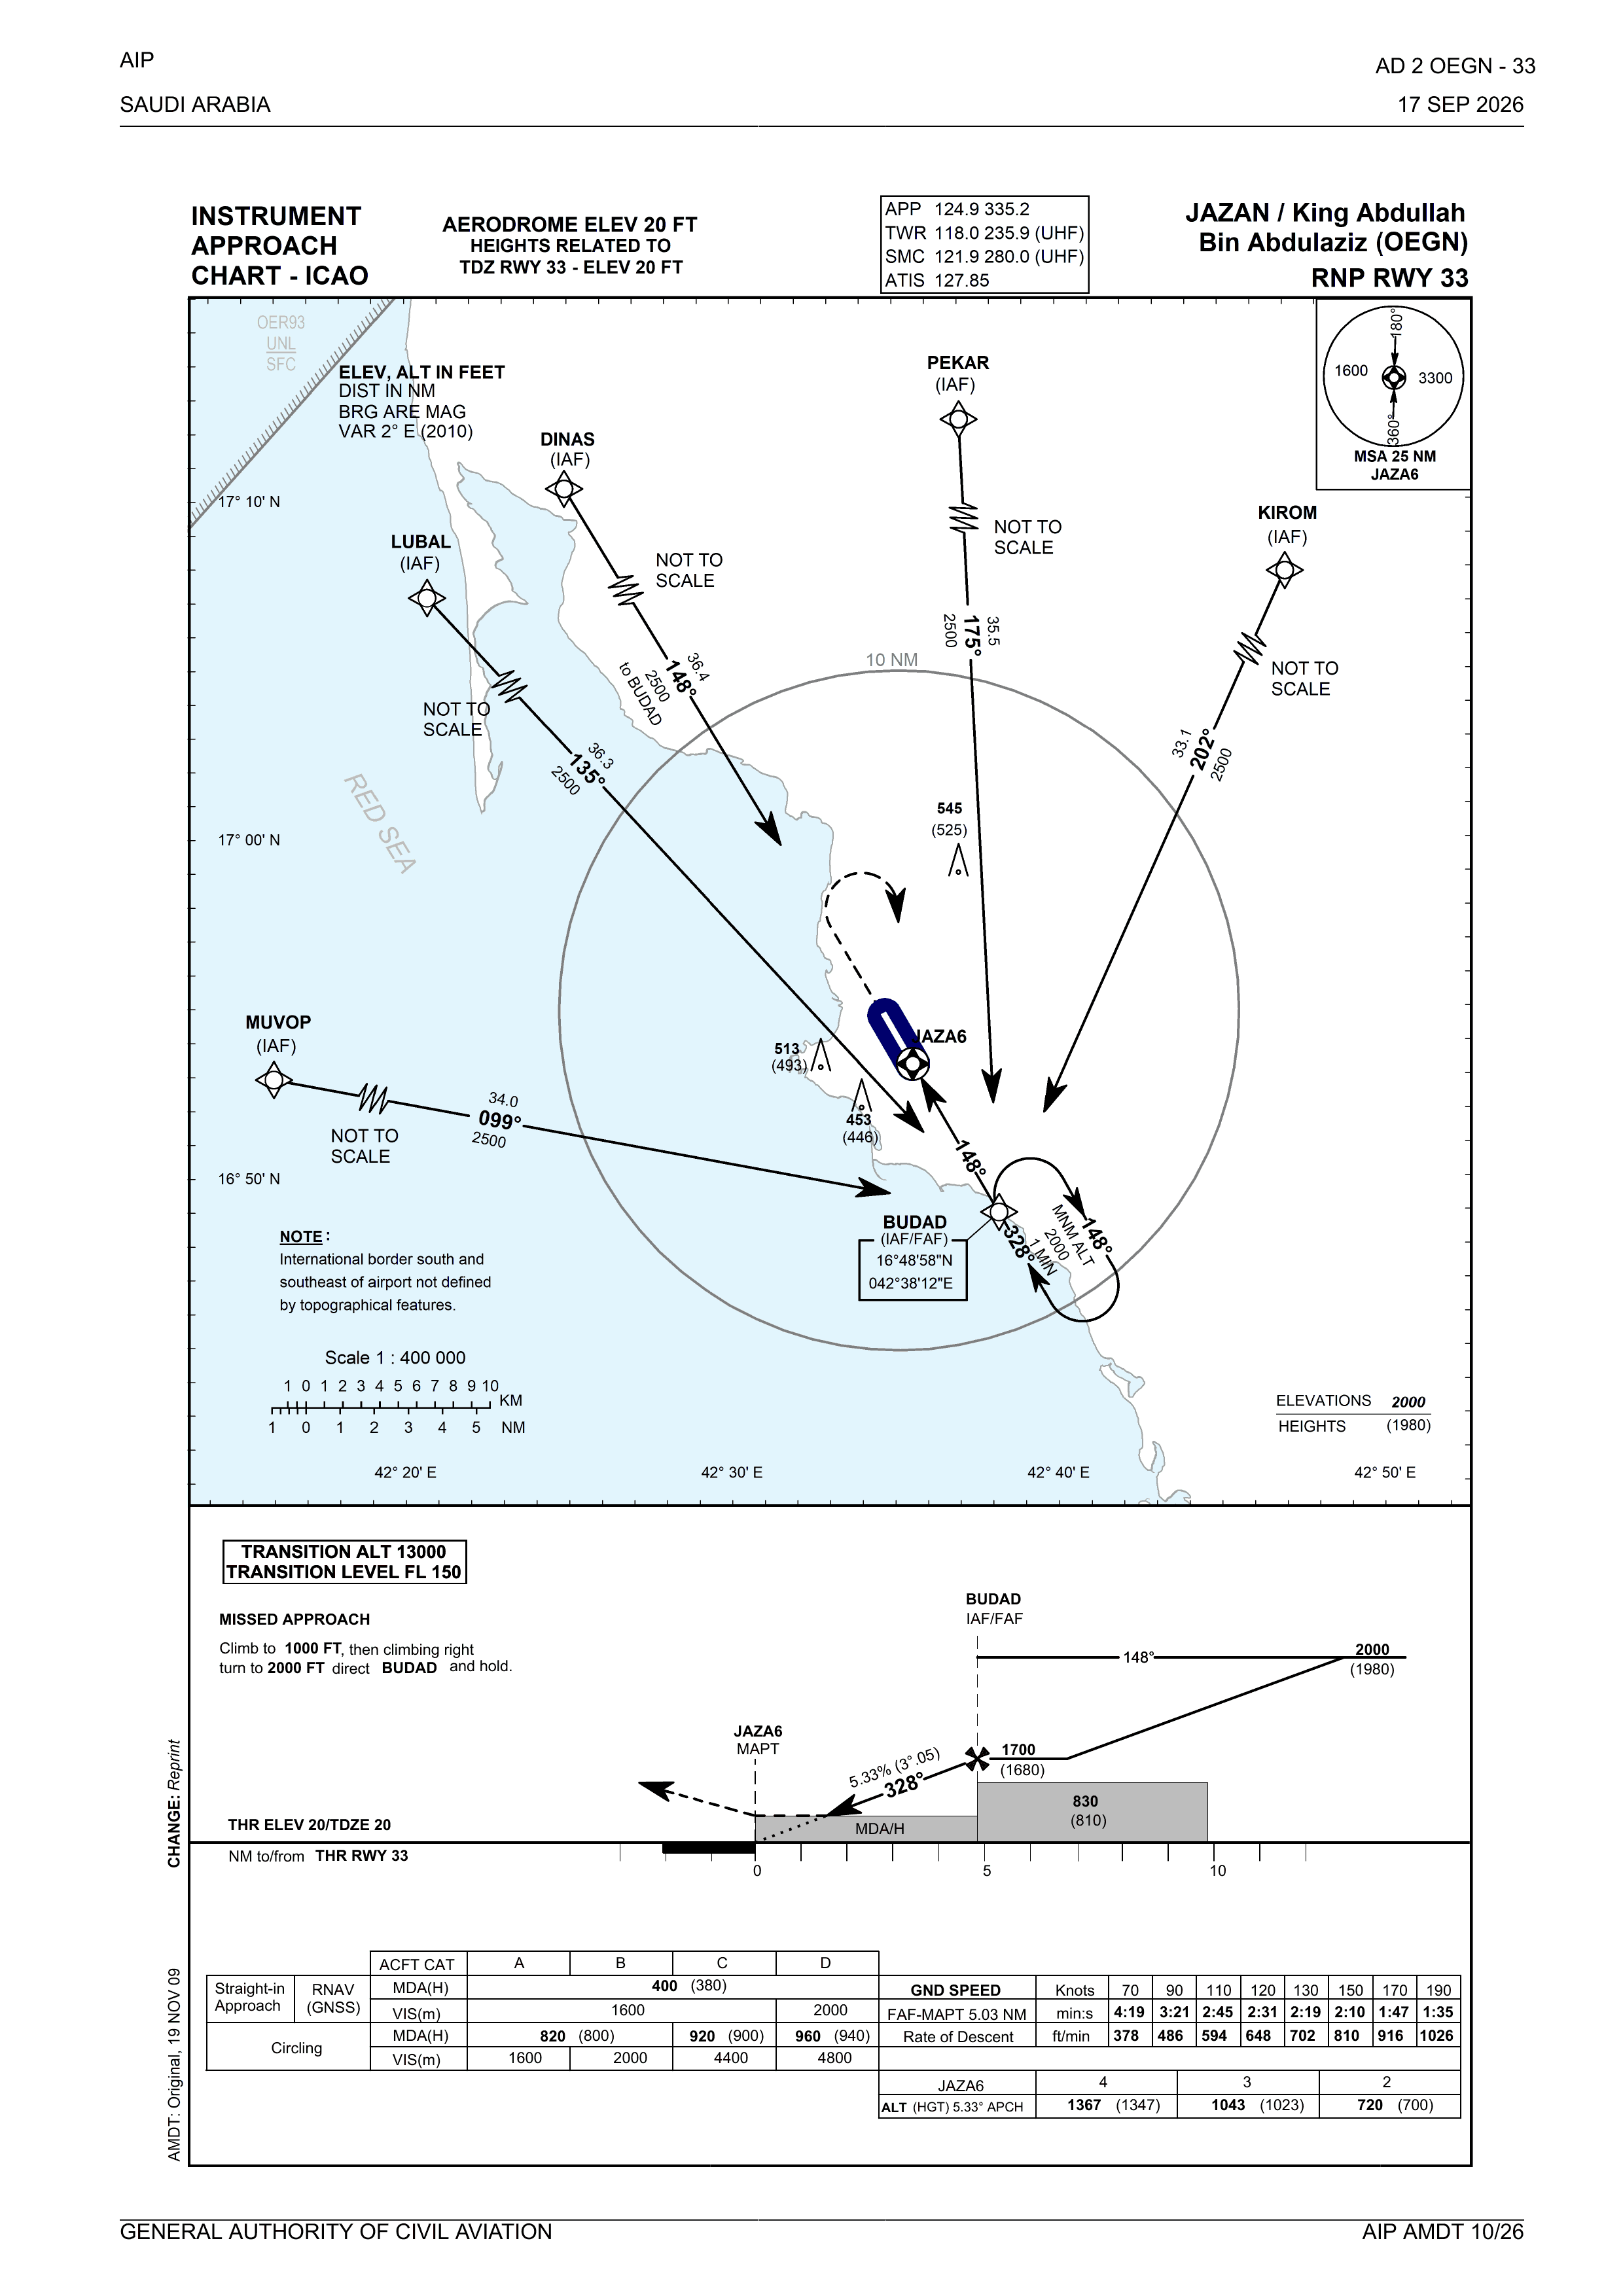 AIP
AD 2 OEGN - 33
SAUDI ARABIA
17 SEP 2026
INSTRUMENT
APPROACH
CHART - ICAO
AERODROME ELEV 20 FT
HEIGHTS RELATED TO
TDZ RWY 33 - ELEV 20 FT
APP 124.9 335.2
TWR 118.0 235.9 (UHF)
SMC 121.9 280.0 (UHF)
ATIS 127.85
JAZAN / King Abdullah
Bin Abdulaziz (OEGN)
RNP RWY 33
OER93
UNL
SFC
ELEV, ALT IN FEET
DIST IN NM
BRG ARE MAG
VAR 2° E (2010)
180°
1600
3300
360°
MSA 25 NM
JAZA6
PEKAR
(IAF)
DINAS
(IAF)
17° 10' N
KIROM
(IAF)
LUBAL
(IAF)
NOT TO
SCALE
NOT TO
SCALE
35.5
175°
2500
10 NM
NOT TO
SCALE
36.4
148°
2500
to BUDAD
NOT TO
SCALE
36.3
135°
2500
33.1
202°
2500
RED SEA
545
(525)
17° 00' N
MUVOP
(IAF)
JAZA6
513
(493)
453
(446)
34.0
099°
2500
NOT TO
SCALE
148°
16° 50' N
BUDAD
(IAF/FAF)
16°48'58"N
042°38'12"E
328°
1 MIN
2000
MNM ALT
148°
NOTE :
International border south and
southeast of airport not defined
by topographical features.
Scale 1 : 400 000
1 0 1 2 3 4 5 6 7 8 9 10
KM
1 0 1 2 3 4 5 NM
ELEVATIONS 2000
HEIGHTS (1980)
42° 20' E
42° 30' E
42° 40' E
42° 50' E
TRANSITION ALT 13000
TRANSITION LEVEL FL 150
MISSED APPROACH
Climb to 1000 FT, then climbing right
turn to 2000 FT direct BUDAD and hold.
BUDAD
IAF/FAF
148°
2000
(1980)
JAZA6
MAPT
5.33% (3°.05)
328°
1700
(1680)
830
(810)
MDA/H
THR ELEV 20/TDZE 20
NM to/from THR RWY 33
0
5
10
CHANGE: Reprint
AMDT: Original, 19 NOV 09
ACFT CAT A B C D
Straight-in
Approach
RNAV
(GNSS)
MDA(H) 400 (380)
VIS(m) 1600 2000
Circling
MDA(H) 820 (800) 920 (900) 960 (940)
VIS(m) 1600 2000 4400 4800
GND SPEED Knots 70 90 110 120 130 150 170 190
FAF-MAPT 5.03 NM min:s 4:19 3:21 2:45 2:31 2:19 2:10 1:47 1:35
Rate of Descent ft/min 378 486 594 648 702 810 916 1026
JAZA6 4 3 2
ALT (HGT) 5.33° APCH 1367 (1347) 1043 (1023) 720 (700)
GENERAL AUTHORITY OF CIVIL AVIATION
AIP AMDT 10/26